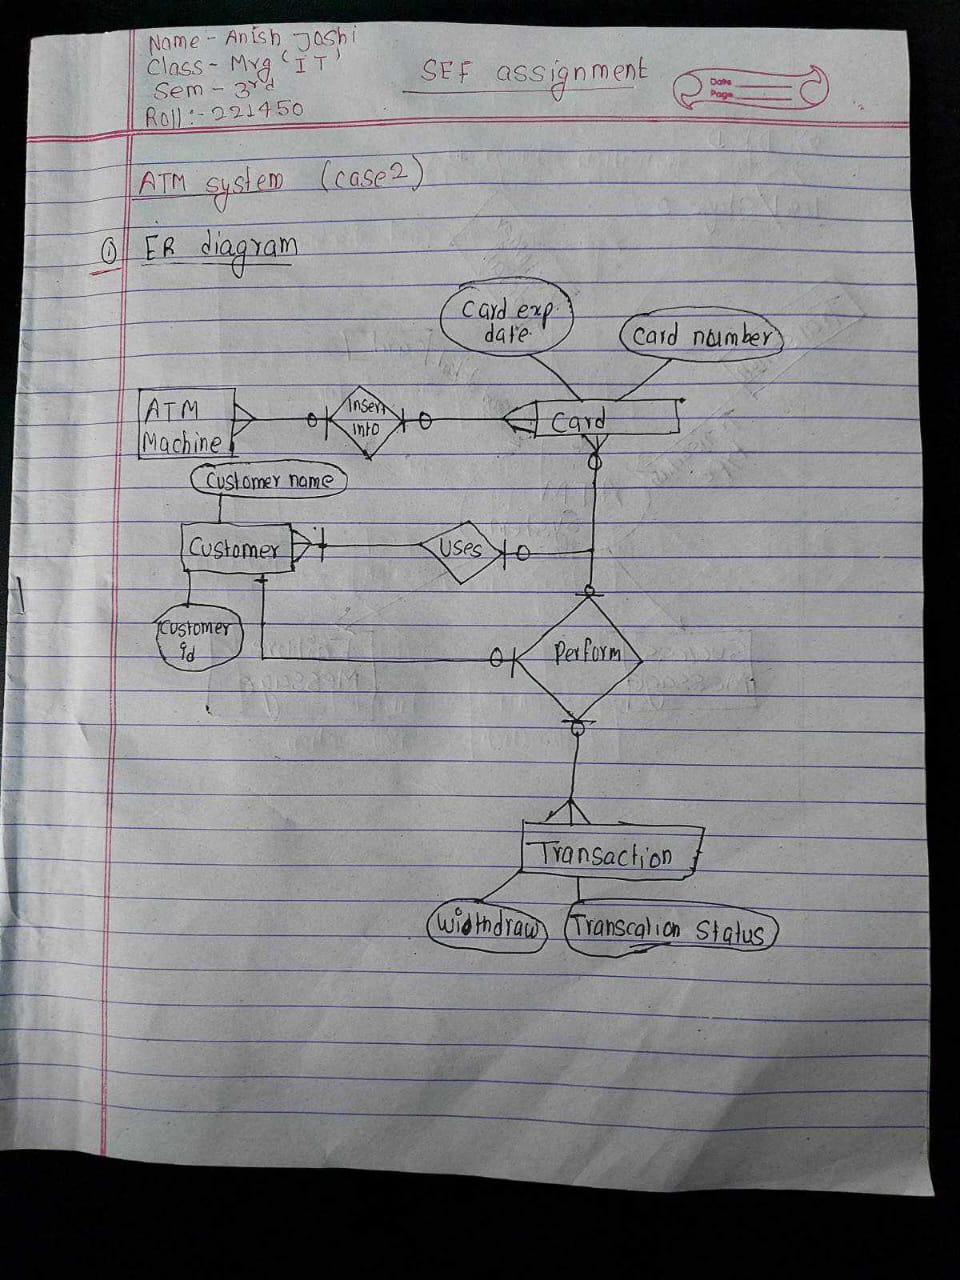 Name - Anish Joshi
Class - Mrg 'IT'
Sem - 3rd
Roll :- 221450
SEF assignment
Date
Page
ATM system (case2)
① ER diagram
Card exp.
date.
Card number
ATM
Machine
Insert
into
Card
Customer name
Customer
Uses
Customer
id
Perform
Transaction
Widthdraw
Transcation Status